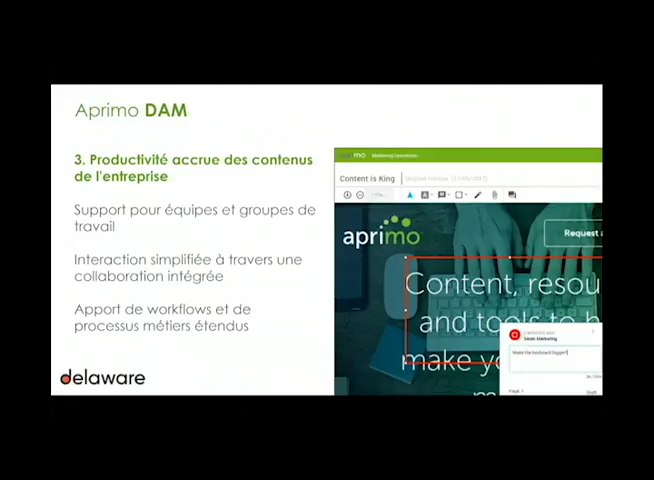 Aprimo DAM
3. Productivité accrue des contenus
de l'entreprise
Support pour équipes et groupes de
travail
Interaction simplifiée à travers une
collaboration intégrée
Apport de workflows et de
processus métiers étendus
delaware
Content is King
aprimo
Request a
Content, resou
and tools to h
make yo
Sarah Marketing
Make the keyboard bigger!
Draft